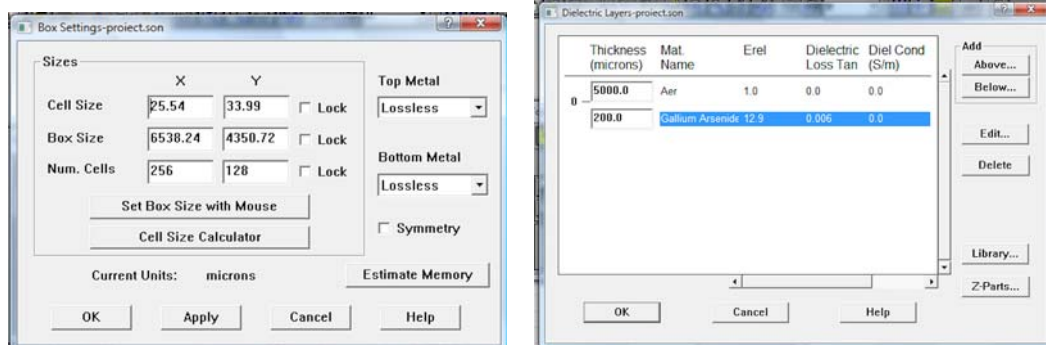 Box Settings-project.son
Sizes
X Y
Cell Size 25.54 33.99 Lock
Box Size 6538.24 4350.72 Lock
Num. Cells 256 128 Lock
Set Box Size with Mouse
Cell Size Calculator
Top Metal
Lossless
Bottom Metal
Lossless
Symmetry
Current Units: microns
Estimate Memory
OK Apply Cancel Help
Dielectric Layers-project.son
Thickness Mat. Erel Dielectric Diel Cond
(microns) Name Loss Tan (S/m)
5000.0 Aer 1.0 0.0 0.0
0
200.0 Gallium Arsenide 12.9 0.006 0.0
Add
Above...
Below...
Edit...
Delete
Library...
Z-Parts...
OK Cancel Help